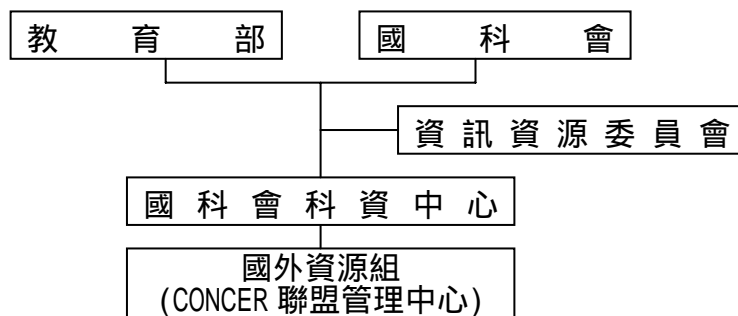 教育部
國科會
資訊資源委員會
國科會科資中心
國外資源組
(CONCER 聯盟管理中心)